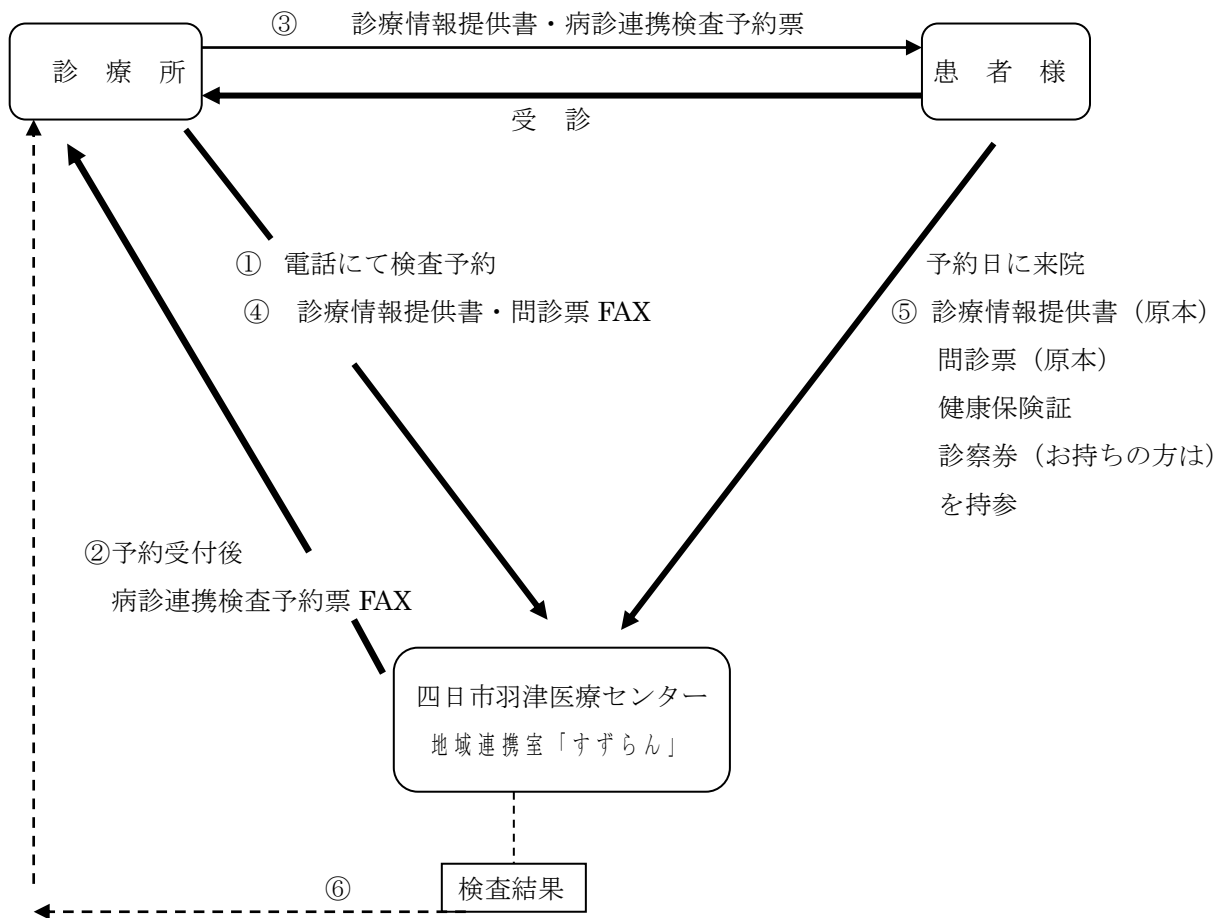 ③ 診療情報提供書・病診連携検査予約票
診 療 所
患 者 様
受 診
① 電話にて検査予約
④ 診療情報提供書・問診票 FAX
予約日に来院
⑤ 診療情報提供書（原本）
問診票（原本）
健康保険証
診察券（お持ちの方は）
を持参
②予約受付後
病診連携検査予約票 FAX
四日市羽津医療センター
地域連携室「すずらん」
検査結果
⑥